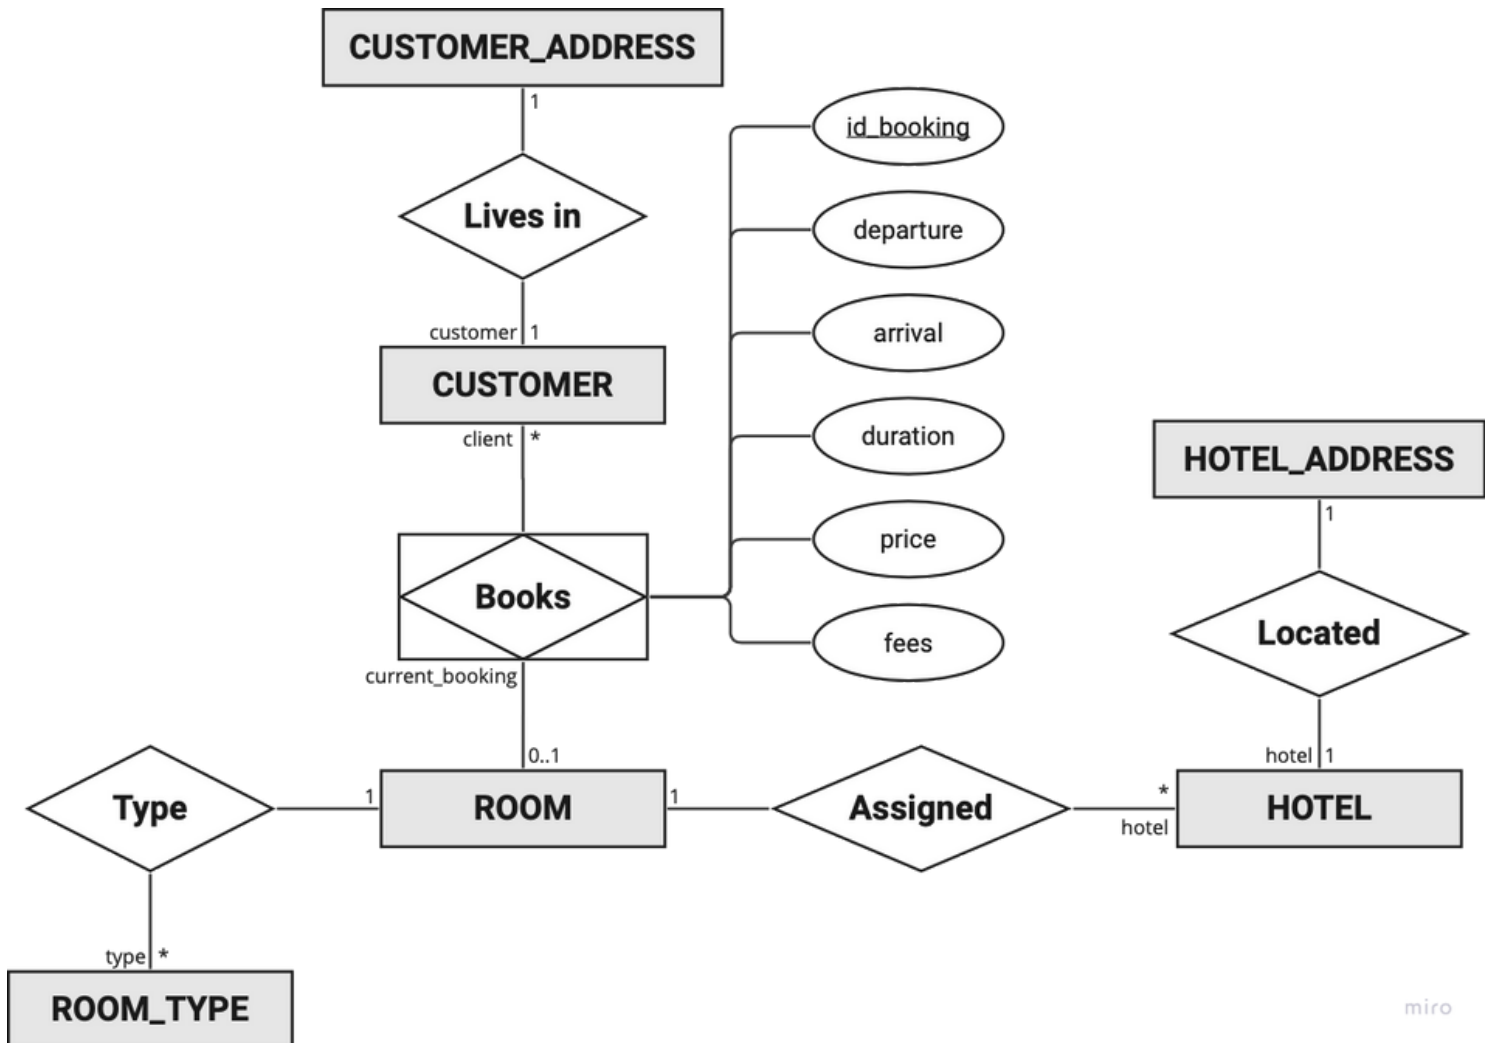 CUSTOMER_ADDRESS
1
id_booking
departure
Lives in
arrival
customer 1
CUSTOMER
client *
duration
HOTEL_ADDRESS
1
price
Books
Located
fees
current_booking
0..1
hotel 1
Type
1
ROOM
1
Assigned
*
hotel
HOTEL
type *
ROOM_TYPE
miro